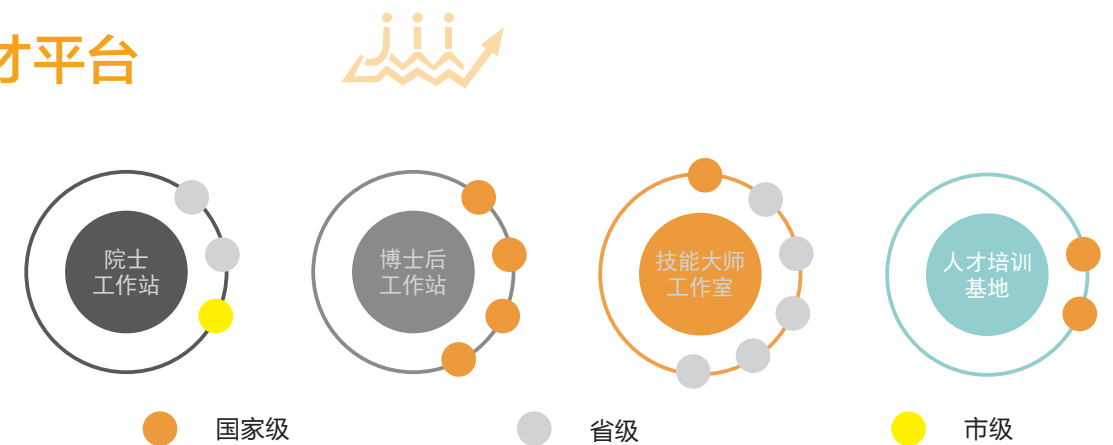 才平台
院士
工作站
博士后
工作站
技能大师
工作室
人才培训
基地
国家级
省级
市级